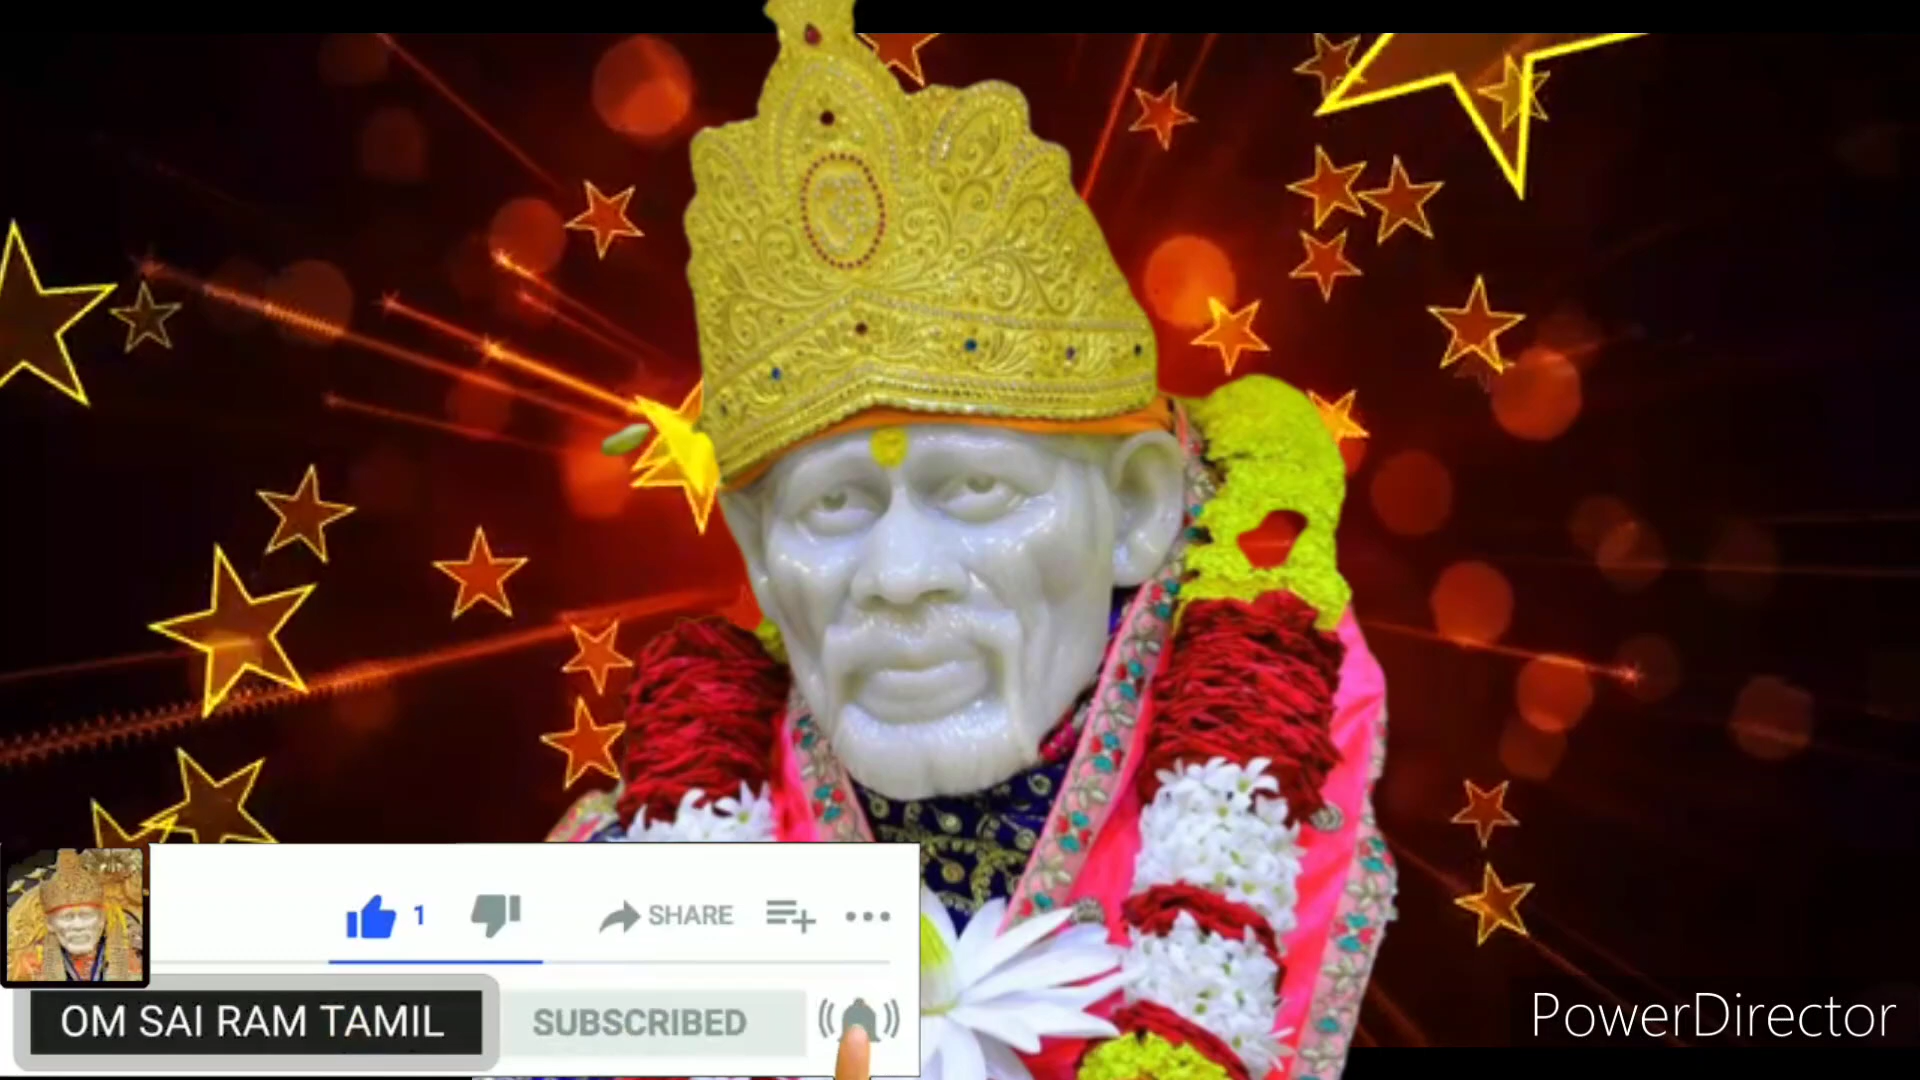 ॐ
1
SHARE
OM SAI RAM TAMIL
SUBSCRIBED
PowerDirector